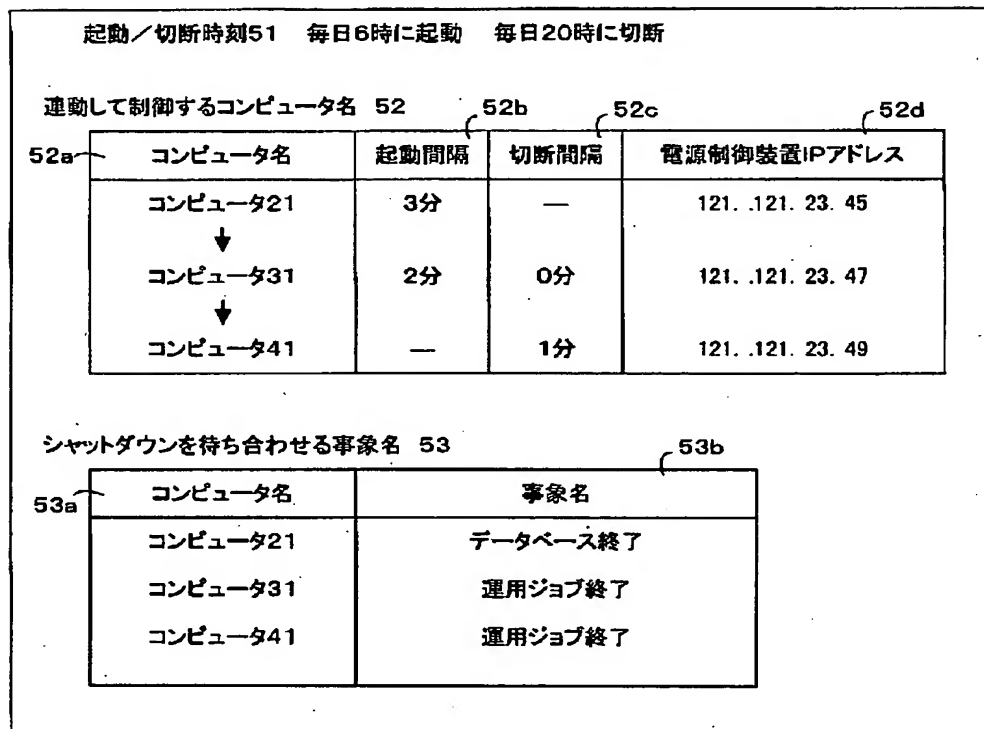 起動／切断時刻51 毎日6時に起動 毎日20時に切断
連動して制御するコンピュータ名 52 52b 52c 52d
52a コンピュータ名 起動間隔 切断間隔 電源制御装置IPアドレス
コンピュータ21 3分 — 121. .121. 23. 45
↓
コンピュータ31 2分 0分 121. .121. 23. 47
↓
コンピュータ41 — 1分 121. .121. 23. 49
シャットダウンを待ち合わせる事象名 53 53b
53a コンピュータ名 事象名
コンピュータ21 データベース終了
コンピュータ31 運用ジョブ終了
コンピュータ41 運用ジョブ終了